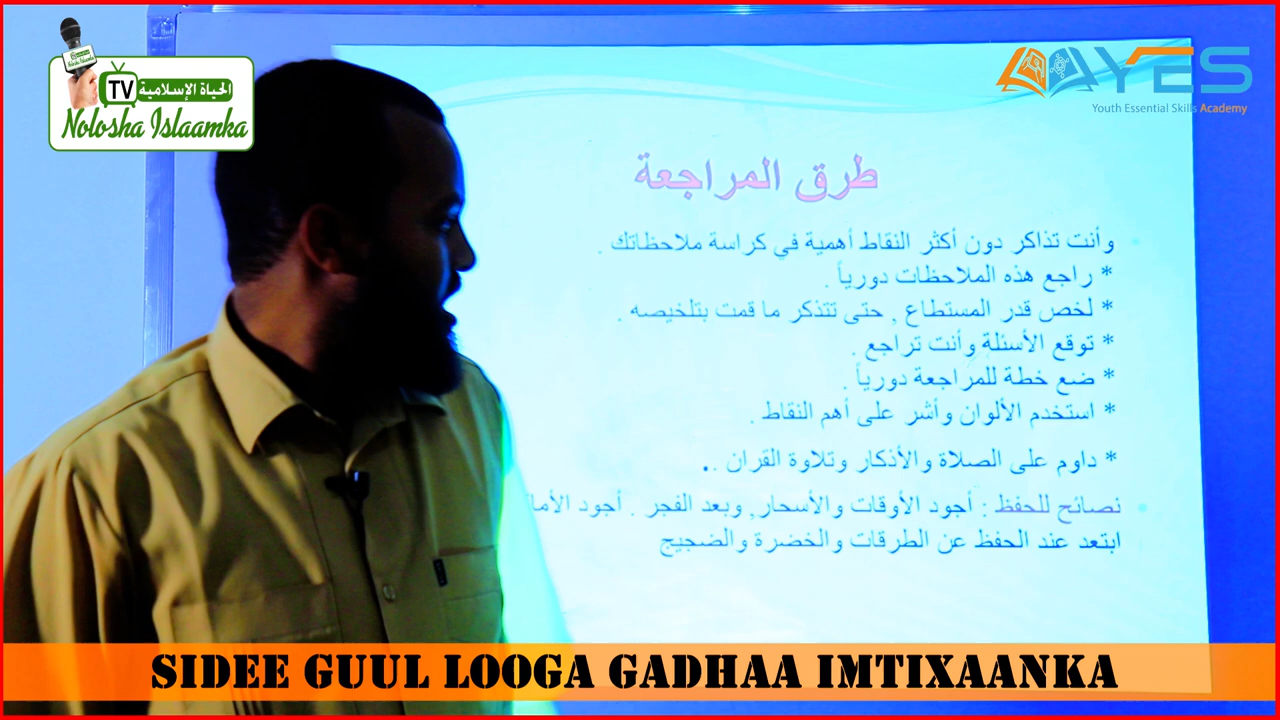 TV الحياة الإسلامية
Nolosha Islaamka
YES
Youth Essential Skills Academy
طرق المراجعة
وأنت تذاكر دون أكثر النقاط أهمية في كراسة ملاحظاتك .
* راجع هذه الملاحظات دورياً .
* لخص قدر المستطاع , حتى تتذكر ما قمت بتلخيصه .
* توقع الأسئلة وأنت تراجع .
* ضع خطة للمراجعة دورياً .
* استخدم الألوان وأشر على أهم النقاط .
* داوم على الصلاة والأذكار وتلاوة القران ..
نصائح للحفظ : أجود الأوقات والأسحار, وبعد الفجر . أجود
ابتعد عند الحفظ عن الطرقات والخضرة والضجيج
SIDEE GUUL LOOGA GADHAA IMTIXAANKA